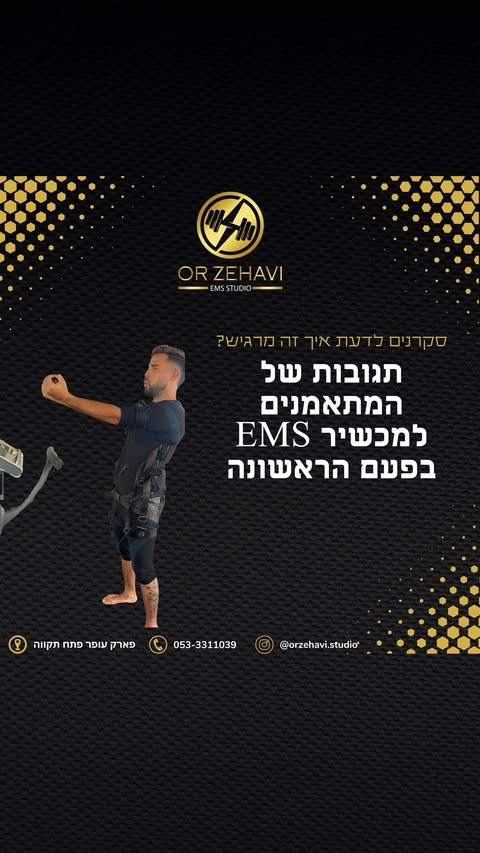 OR ZEHAVI
EMS STUDIO
סקרנים לדעת איך זה מרגיש?
תגובות של
המתאמנים
למכשיר EMS
בפעם הראשונה
פארק עופר פתח תקווה
053-3311039
@orzehavi.studio